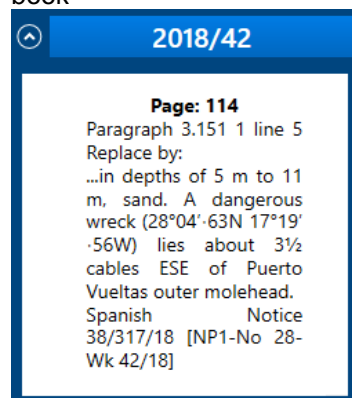 book
2018/42
Page: 114
Paragraph 3.151 1 line 5
Replace by:
...in depths of 5 m to 11
m, sand. A dangerous
wreck (28°04′·63N 17°19′
·56W) lies about 3½
cables ESE of Puerto
Vueltas outer molehead.
Spanish Notice
38/317/18 [NP1-No 28-
Wk 42/18]